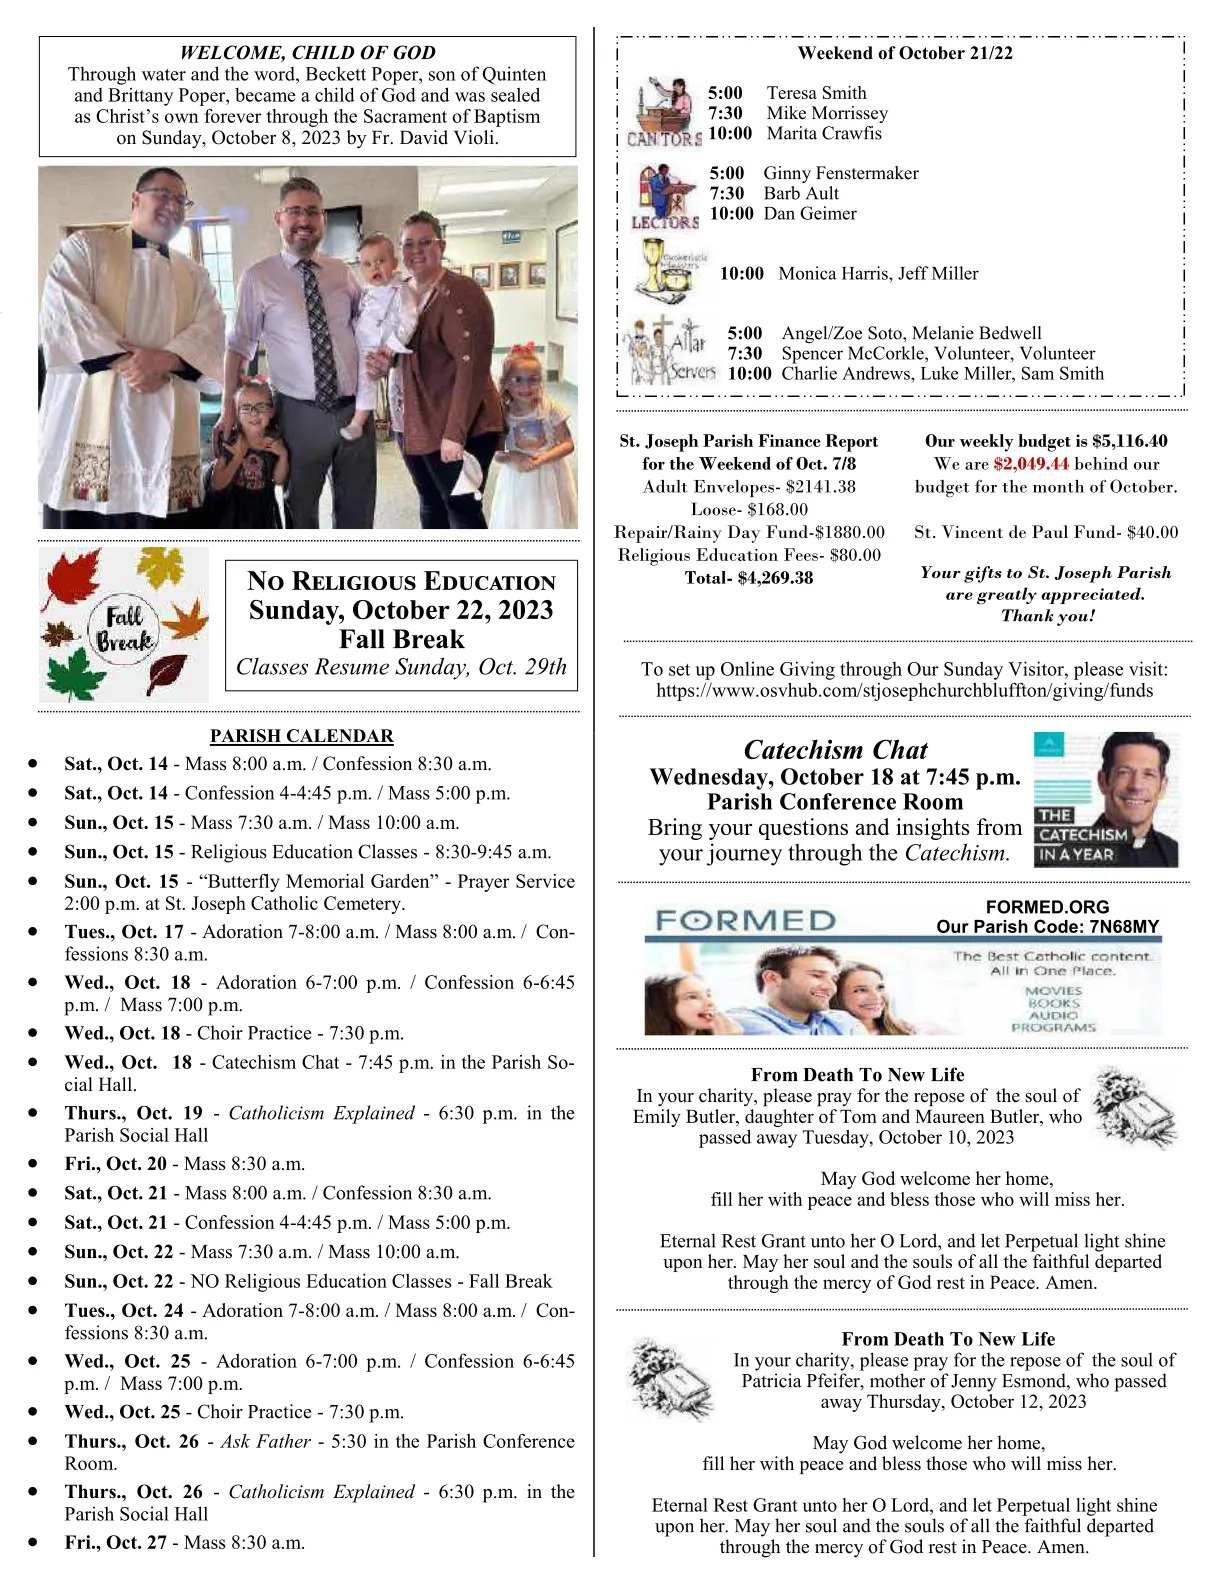 WELCOME, CHILD OF GOD
Through water and the word, Beckett Poper, son of Quinten
and Brittany Poper, became a child of God and was sealed
as Christ’s own forever through the Sacrament of Baptism
on Sunday, October 8, 2023 by Fr. David Violi.
Fall
Break
NO RELIGIOUS EDUCATION
Sunday, October 22, 2023
Fall Break
Classes Resume Sunday, Oct. 29th
PARISH CALENDAR
● Sat., Oct. 14 - Mass 8:00 a.m. / Confession 8:30 a.m.
● Sat., Oct. 14 - Confession 4-4:45 p.m. / Mass 5:00 p.m.
● Sun., Oct. 15 - Mass 7:30 a.m. / Mass 10:00 a.m.
● Sun., Oct. 15 - Religious Education Classes - 8:30-9:45 a.m.
● Sun., Oct. 15 - “Butterfly Memorial Garden” - Prayer Service
2:00 p.m. at St. Joseph Catholic Cemetery.
● Tues., Oct. 17 - Adoration 7-8:00 a.m. / Mass 8:00 a.m. / Con-
fessions 8:30 a.m.
● Wed., Oct. 18 - Adoration 6-7:00 p.m. / Confession 6-6:45
p.m. / Mass 7:00 p.m.
● Wed., Oct. 18 - Choir Practice - 7:30 p.m.
● Wed., Oct. 18 - Catechism Chat - 7:45 p.m. in the Parish So-
cial Hall.
● Thurs., Oct. 19 - Catholicism Explained - 6:30 p.m. in the
Parish Social Hall
● Fri., Oct. 20 - Mass 8:30 a.m.
● Sat., Oct. 21 - Mass 8:00 a.m. / Confession 8:30 a.m.
● Sat., Oct. 21 - Confession 4-4:45 p.m. / Mass 5:00 p.m.
● Sun., Oct. 22 - Mass 7:30 a.m. / Mass 10:00 a.m.
● Sun., Oct. 22 - NO Religious Education Classes - Fall Break
● Tues., Oct. 24 - Adoration 7-8:00 a.m. / Mass 8:00 a.m. / Con-
fessions 8:30 a.m.
● Wed., Oct. 25 - Adoration 6-7:00 p.m. / Confession 6-6:45
p.m. / Mass 7:00 p.m.
● Wed., Oct. 25 - Choir Practice - 7:30 p.m.
● Thurs., Oct. 26 - Ask Father - 5:30 in the Parish Conference
Room.
● Thurs., Oct. 26 - Catholicism Explained - 6:30 p.m. in the
Parish Social Hall
● Fri., Oct. 27 - Mass 8:30 a.m.
Weekend of October 21/22
CANTORS
5:00 Teresa Smith
7:30 Mike Morrissey
10:00 Marita Crawfis
LECTORS
5:00 Ginny Fenstermaker
7:30 Barb Ault
10:00 Dan Geimer
Eucharistic
Ministers
10:00 Monica Harris, Jeff Miller
Altar
Servers
5:00 Angel/Zoe Soto, Melanie Bedwell
7:30 Spencer McCorkle, Volunteer, Volunteer
10:00 Charlie Andrews, Luke Miller, Sam Smith
St. Joseph Parish Finance Report
for the Weekend of Oct. 7/8
Adult Envelopes- $2141.38
Loose- $168.00
Repair/Rainy Day Fund-$1880.00
Religious Education Fees- $80.00
Total- $4,269.38
Our weekly budget is $5,116.40
We are $2,049.44 behind our
budget for the month of October.
St. Vincent de Paul Fund- $40.00
Your gifts to St. Joseph Parish
are greatly appreciated.
Thank you!
To set up Online Giving through Our Sunday Visitor, please visit:
https://www.osvhub.com/stjosephchurchbluffton/giving/funds
Catechism Chat
Wednesday, October 18 at 7:45 p.m.
Parish Conference Room
Bring your questions and insights from
your journey through the Catechism.
THE
CATECHISM
IN A YEAR
FORMED
FORMED.ORG
Our Parish Code: 7N68MY
The Best Catholic content.
All in One Place.
MOVIES
BOOKS
AUDIO
PROGRAMS
From Death To New Life
In your charity, please pray for the repose of the soul of
Emily Butler, daughter of Tom and Maureen Butler, who
passed away Tuesday, October 10, 2023
May God welcome her home,
fill her with peace and bless those who will miss her.
Eternal Rest Grant unto her O Lord, and let Perpetual light shine
upon her. May her soul and the souls of all the faithful departed
through the mercy of God rest in Peace. Amen.
From Death To New Life
In your charity, please pray for the repose of the soul of
Patricia Pfeifer, mother of Jenny Esmond, who passed
away Thursday, October 12, 2023
May God welcome her home,
fill her with peace and bless those who will miss her.
Eternal Rest Grant unto her O Lord, and let Perpetual light shine
upon her. May her soul and the souls of all the faithful departed
through the mercy of God rest in Peace. Amen.